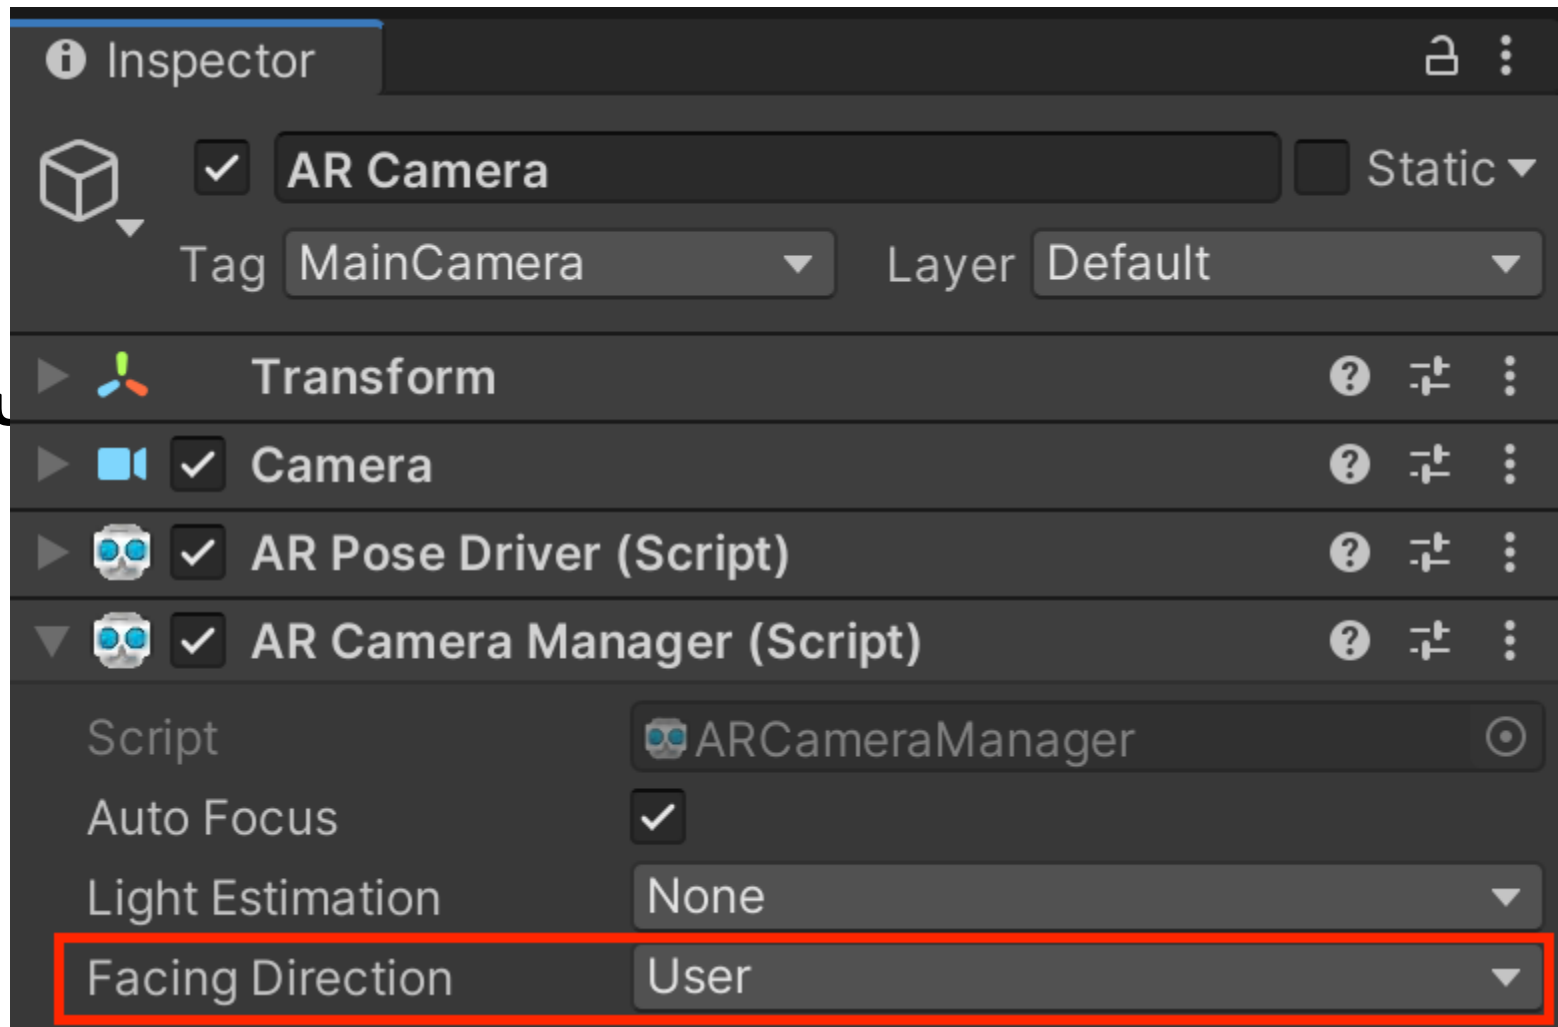 Inspector
AR Camera Static
Tag MainCamera Layer Default
Transform
Camera
AR Pose Driver (Script)
AR Camera Manager (Script)
Script ARCameraManager
Auto Focus
Light Estimation None
Facing Direction User